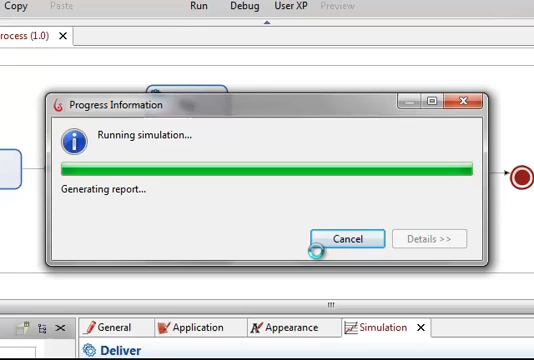 Copy Paste Run Debug User XP Preview
rocess (1.0)
Progress Information
Running simulation...
Generating report...
Cancel Details >>
General Application Appearance Simulation
Deliver